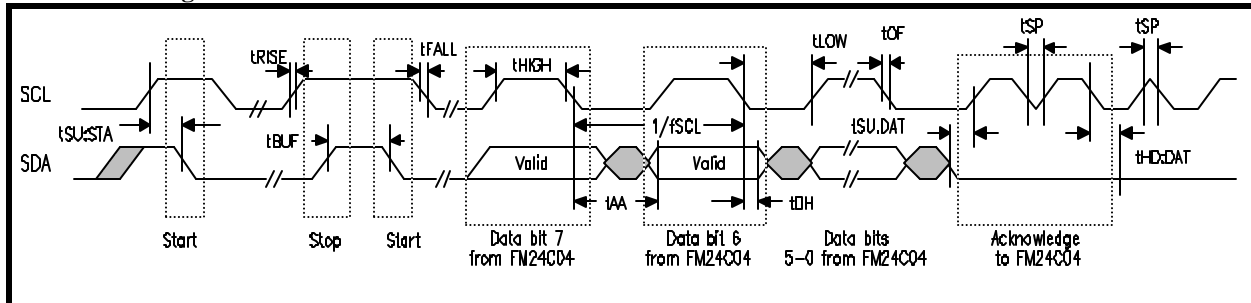 tRISE tFALL tHIGH tLOW tOF tSP tSP
SCL
tSU:STA tBUF 1/fSCL tSU.DAT
SDA Valid Valid tHD:DAT
tAA tDH
Start Stop Start Data bit 7 Data bit 6 Data bits Acknowledge
from FM24C04 from FM24C04 5-0 from FM24C04 to FM24C04